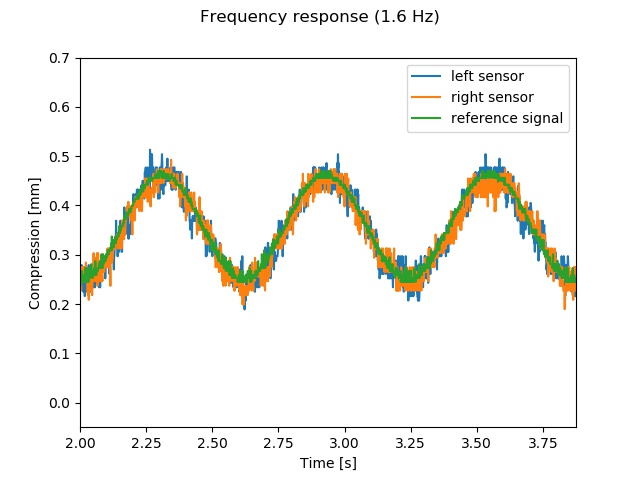 Frequency response (1.6 Hz)
left sensor
right sensor
reference signal
Compression [mm]
0.7
0.6
0.5
0.4
0.3
0.2
0.1
0.0
2.00 2.25 2.50 2.75 3.00 3.25 3.50 3.75
Time [s]